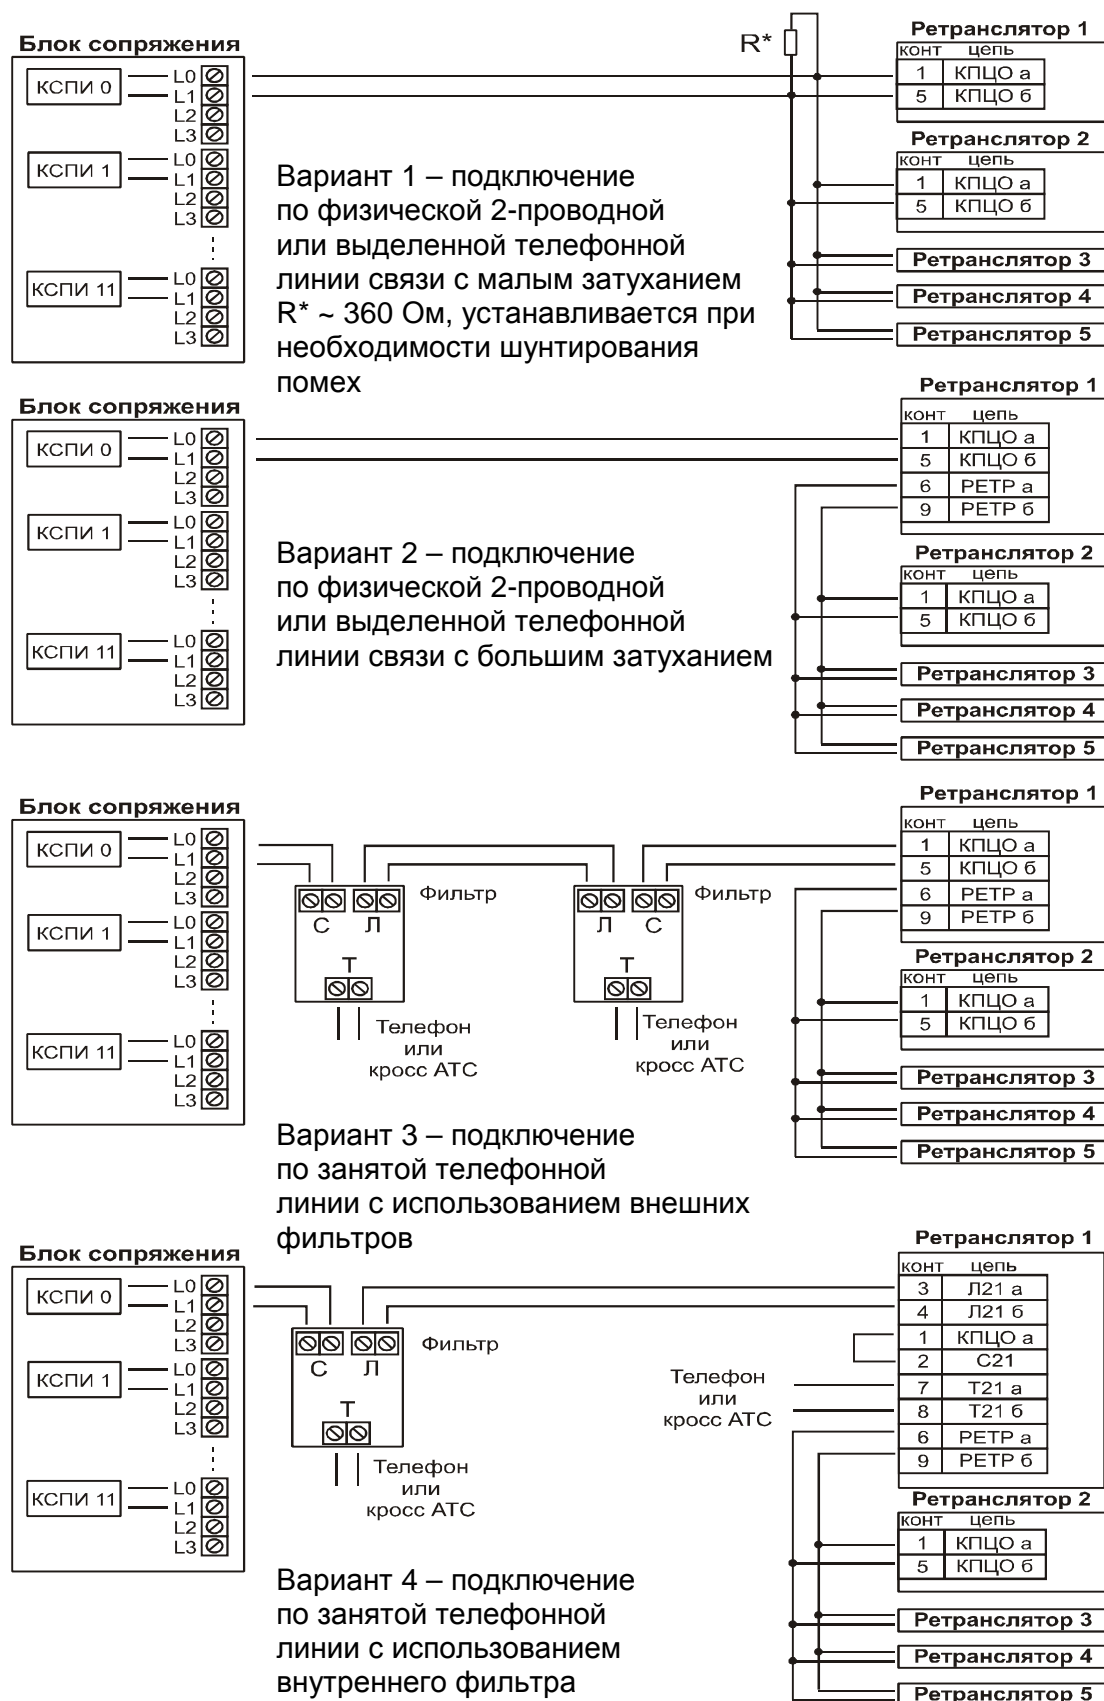 Блок сопряжения
КСПИ 0
L0
L1
L2
L3
КСПИ 1
L0
L1
L2
L3
КСПИ 11
L0
L1
L2
L3
R*
Ретранслятор 1
конт цепь
1 КПЦО а
5 КПЦО б
Ретранслятор 2
конт цепь
1 КПЦО а
5 КПЦО б
Ретранслятор 3
Ретранслятор 4
Ретранслятор 5
Вариант 1 – подключение
по физической 2-проводной
или выделенной телефонной
линии связи с малым затуханием
R* ~ 360 Ом, устанавливается при
необходимости шунтирования
помех
Блок сопряжения
КСПИ 0
L0
L1
L2
L3
КСПИ 1
L0
L1
L2
L3
КСПИ 11
L0
L1
L2
L3
Ретранслятор 1
конт цепь
1 КПЦО а
5 КПЦО б
6 РЕТР а
9 РЕТР б
Ретранслятор 2
конт цепь
1 КПЦО а
5 КПЦО б
Ретранслятор 3
Ретранслятор 4
Ретранслятор 5
Вариант 2 – подключение
по физической 2-проводной
или выделенной телефонной
линии связи с большим затуханием
Блок сопряжения
КСПИ 0
L0
L1
L2
L3
КСПИ 1
L0
L1
L2
L3
КСПИ 11
L0
L1
L2
L3
Фильтр
С Л
Т
Телефон
или
кросс АТС
Фильтр
Л С
Т
Телефон
или
кросс АТС
Ретранслятор 1
конт цепь
1 КПЦО а
5 КПЦО б
6 РЕТР а
9 РЕТР б
Ретранслятор 2
конт цепь
1 КПЦО а
5 КПЦО б
Ретранслятор 3
Ретранслятор 4
Ретранслятор 5
Вариант 3 – подключение
по занятой телефонной
линии с использованием внешних
фильтров
Блок сопряжения
КСПИ 0
L0
L1
L2
L3
КСПИ 1
L0
L1
L2
L3
КСПИ 11
L0
L1
L2
L3
Фильтр
С Л
Т
Телефон
или
кросс АТС
Телефон
или
кросс АТС
Ретранслятор 1
конт цепь
3 Л21 а
4 Л21 б
1 КПЦО а
2 С21
7 Т21 а
8 Т21 б
6 РЕТР а
9 РЕТР б
Ретранслятор 2
конт цепь
1 КПЦО а
5 КПЦО б
Ретранслятор 3
Ретранслятор 4
Ретранслятор 5
Вариант 4 – подключение
по занятой телефонной
линии с использованием
внутреннего фильтра